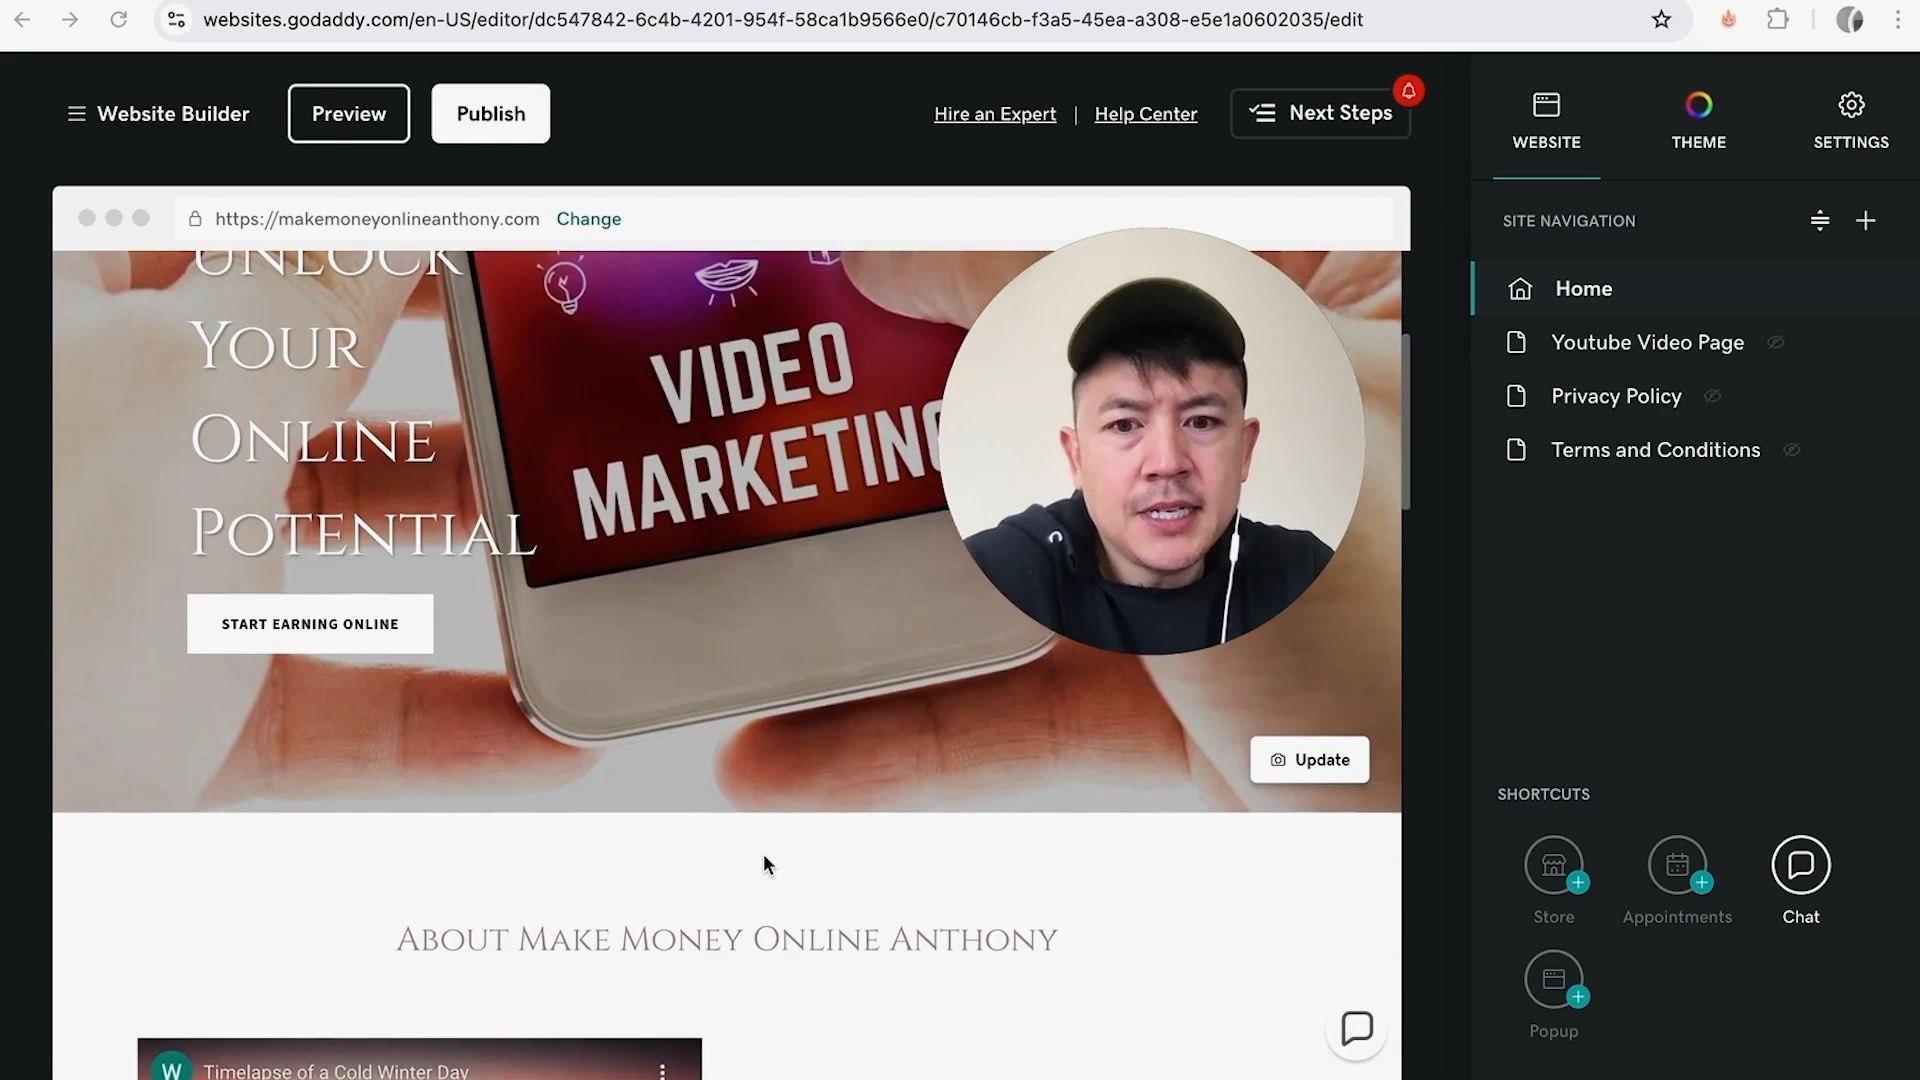 websites.godaddy.com/en-US/editor/dc547842-6c4b-4201-954f-58ca1b9566e0/c70146cb-f3a5-45ea-a308-e5e1a0602035/edit
Website Builder
Preview
Publish
Hire an Expert | Help Center
Next Steps
WEBSITE
THEME
SETTINGS
https://makemoneyonlineanthony.com Change
SITE NAVIGATION
Home
Youtube Video Page
Privacy Policy
Terms and Conditions
UNLOCK
YOUR
ONLINE
POTENTIAL
VIDEO
MARKETING
START EARNING ONLINE
Update
ABOUT MAKE MONEY ONLINE ANTHONY
W
Timelapse of a Cold Winter Day
SHORTCUTS
Store
Appointments
Chat
Popup